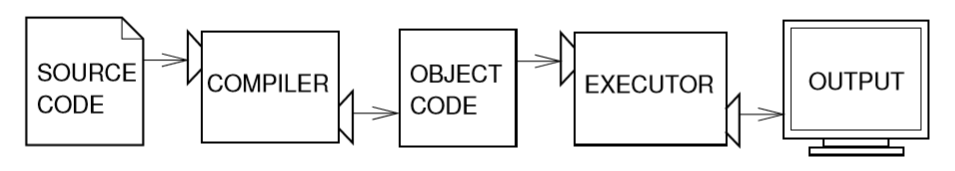 SOURCE
CODE
COMPILER
OBJECT
CODE
EXECUTOR
OUTPUT